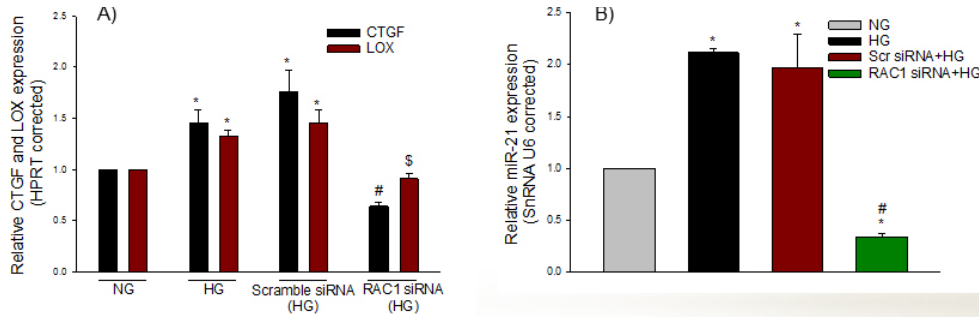 A)
Relative CTGF and LOX expression
(HPRT corrected)
2.5
2.0
1.5
1.0
0.5
0.0
CTGF
LOX
*
*
*
*
#
$
NG
HG
Scramble siRNA
(HG)
RAC1 siRNA
(HG)
B)
Relative miR-21 expression
(SnRNA U6 corrected)
2.5
2.0
1.5
1.0
0.5
0.0
NG
HG
Scr siRNA+HG
RAC1 siRNA+HG
*
*
#
*